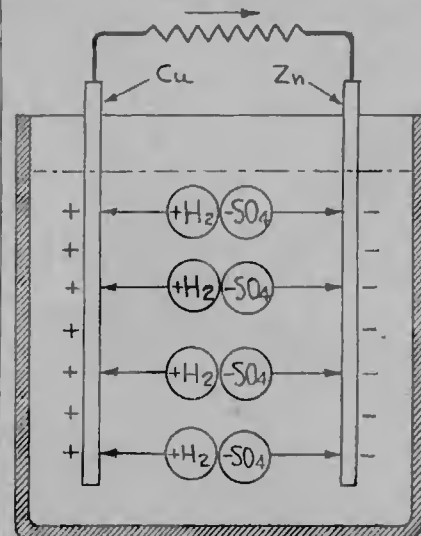 Cu Zn
+ +H₂ -SO₄ -
+ -
+ +H₂ -SO₄ -
+ -
+ +H₂ -SO₄ -
+ -
+ +H₂ -SO₄ -